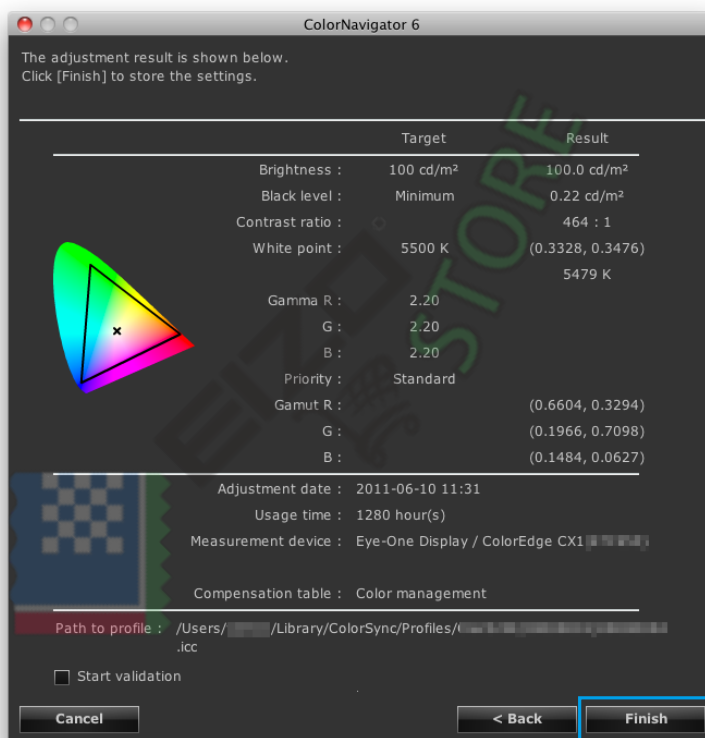 ColorNavigator 6
The adjustment result is shown below.
Click [Finish] to store the settings.
Target Result
Brightness : 100 cd/m² 100.0 cd/m²
Black level : Minimum 0.22 cd/m²
Contrast ratio : 464 : 1
White point : 5500 K (0.3328, 0.3476)
5479 K
Gamma R : 2.20
G : 2.20
B : 2.20
Priority : Standard
Gamut R : (0.6604, 0.3294)
G : (0.1966, 0.7098)
B : (0.1484, 0.0627)
Adjustment date : 2011-06-10 11:31
Usage time : 1280 hour(s)
Measurement device : Eye-One Display / ColorEdge CX1
Compensation table : Color management
Path to profile : /Users/ /Library/ColorSync/Profiles/
.icc
Start validation
Cancel < Back Finish
EIZO STORE